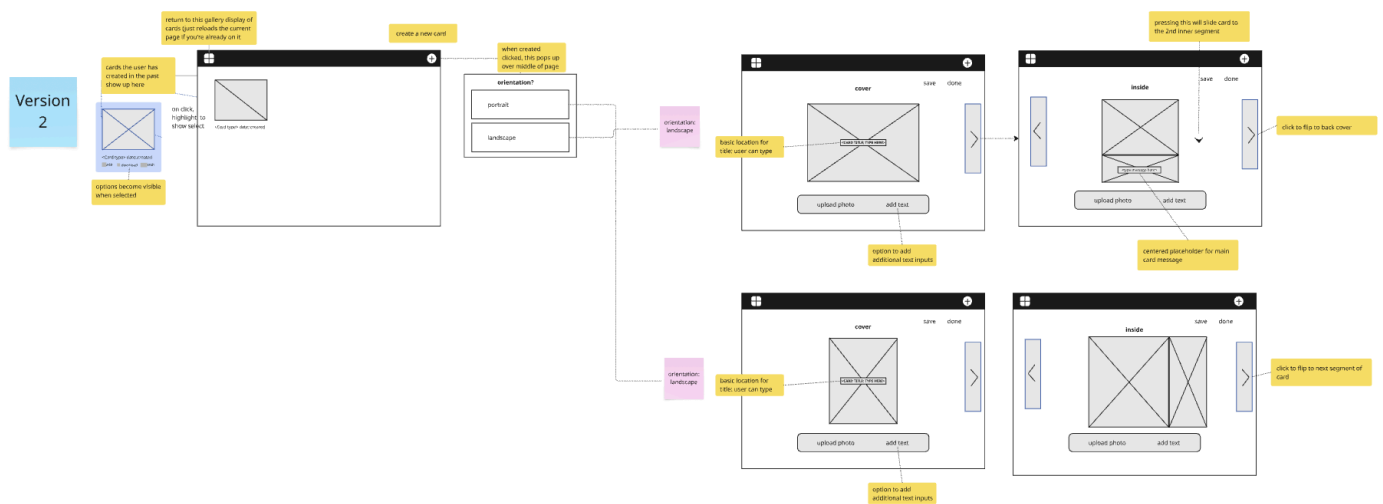 Version
2
return to this gallery display of
cards (just reloads the current
page if you're already on it
create a new card
cards the user has
created in the past
show up here
on click,
highlight to
show select
options become visible
when selected
when created
clicked, this pops up
over middle of page
orientation?
portrait
landscape
orientation:
landscape
save
done
cover
basic location for
title: user can type
<CARD TITLE: TYPE HERE>
upload photo
add text
option to add
additional text inputs
pressing this will slide card to
the 2nd inner segment
save
done
inside
click to flip to back cover
upload photo
add text
centered placeholder for main
card message
orientation:
landscape
save
done
cover
basic location for
title: user can type
<CARD TITLE: TYPE HERE>
upload photo
add text
option to add
additional text inputs
save
done
inside
click to flip to next segment of
card
upload photo
add text